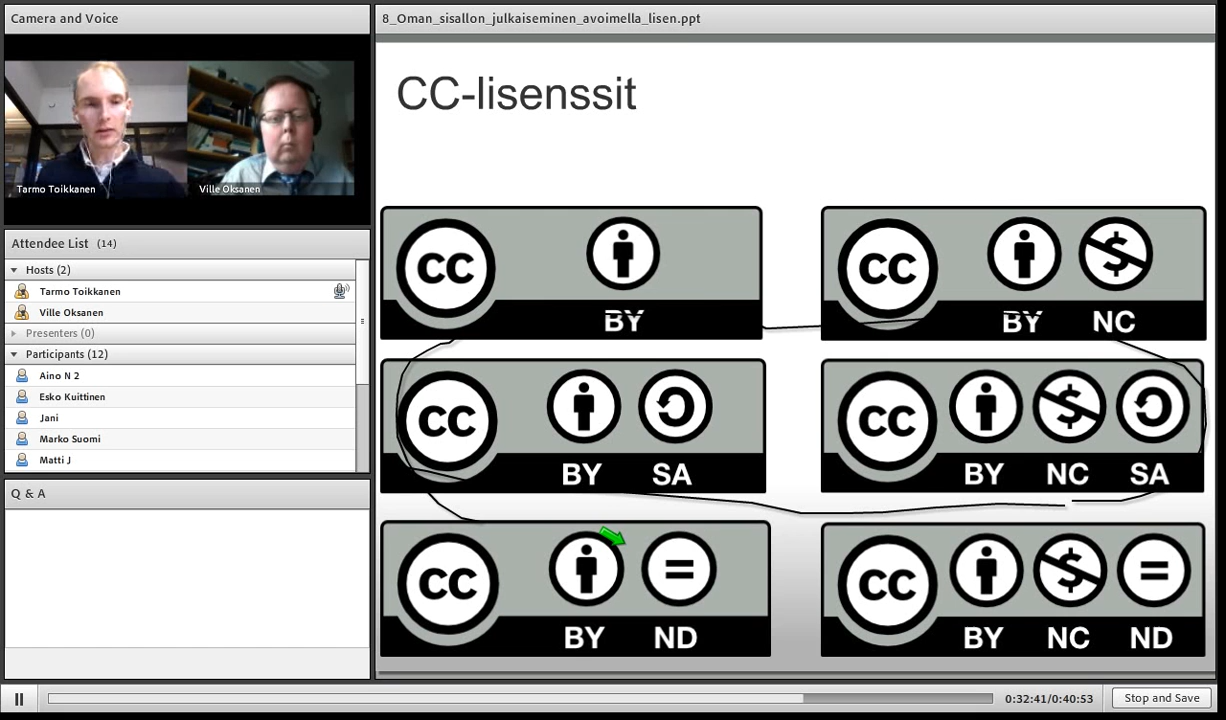 Camera and Voice
Tarmo Toikkanen
Ville Oksanen
Attendee List (14)
Hosts (2)
Tarmo Toikkanen
Ville Oksanen
Presenters (0)
Participants (12)
Aino N 2
Esko Kuittinen
Jani
Marko Suomi
Matti J
Q & A
8_Oman_sisallon_julkaiseminen_avoimella_lisen.ppt
CC-lisenssit
CC BY
CC BY NC
CC BY SA
CC BY NC SA
CC BY ND
CC BY NC ND
0:32:41/0:40:53
Stop and Save